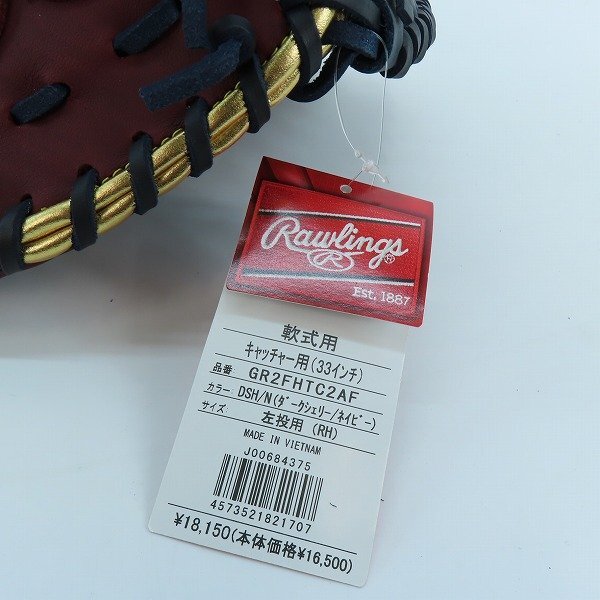 Rawlings®
R
Est. 1887
軟式用
キャッチャー用(33インチ)
品番: GR2FHTC2AF
カラー: DSH/N(ﾀﾞｰｸｼｪﾘｰ/ﾈｲﾋﾞｰ)
サイズ: 左投用 (RH)
MADE IN VIETNAM
J00684375
4573521821707
¥18,150(本体価格¥16,500)